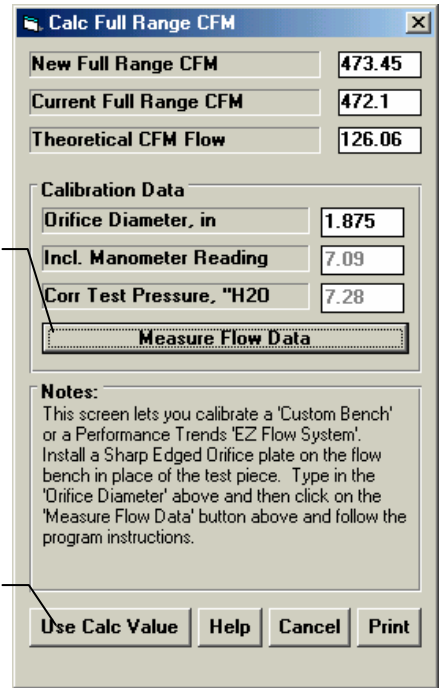 Calc Full Range CFM
New Full Range CFM 473.45
Current Full Range CFM 472.1
Theoretical CFM Flow 126.06
Calibration Data
Orifice Diameter, in 1.875
Incl. Manometer Reading 7.09
Corr Test Pressure, "H2O 7.28
Measure Flow Data
Notes:
This screen lets you calibrate a 'Custom Bench'
or a Performance Trends 'EZ Flow System'.
Install a Sharp Edged Orifice plate on the flow
bench in place of the test piece. Type in the
'Orifice Diameter' above and then click on the
'Measure Flow Data' button above and follow the
program instructions.
Use Calc Value Help Cancel Print